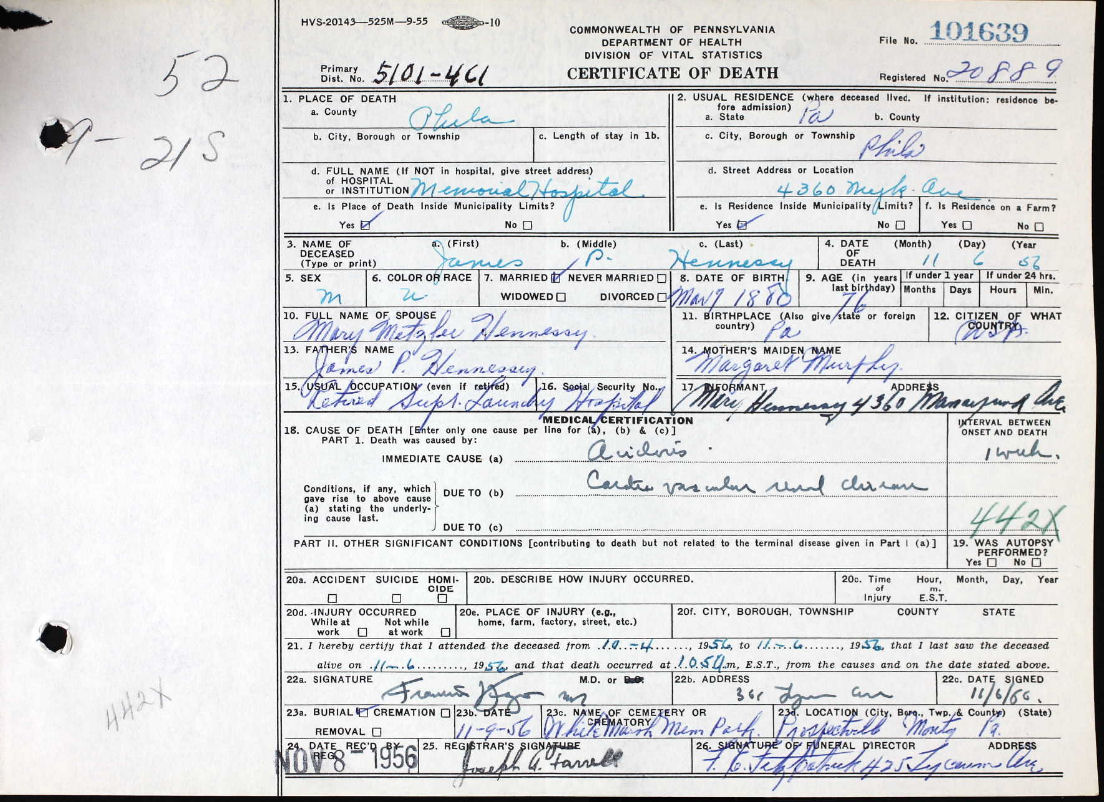 HVS-20143—525M—9-55 -10
COMMONWEALTH OF PENNSYLVANIA
DEPARTMENT OF HEALTH
DIVISION OF VITAL STATISTICS
CERTIFICATE OF DEATH
File No. 101639
Primary Dist. No. 5101-461
Registered No. 20889
52
9-
215
1. PLACE OF DEATH
a. County Phila
b. City, Borough or Township
c. Length of stay in 1b.
d. FULL NAME (If NOT in hospital, give street address)
of HOSPITAL
or INSTITUTION Memorial Hospital
e. Is Place of Death Inside Municipality Limits?
Yes ☑ No ☐
2. USUAL RESIDENCE (where deceased lived. If institution: residence be-
fore admission)
a. State Pa b. County
c. City, Borough or Township
Phila
d. Street Address or Location
4360 Ave
e. Is Residence Inside Municipality Limits?
Yes ☑ No ☐
f. Is Residence on a Farm?
Yes ☐ No ☐
3. NAME OF DECEASED (Type or print)
a. (First) b. (Middle) c. (Last)
James P. Hennessy
4. DATE OF DEATH (Month) (Day) (Year
11 6 56
5. SEX
M
6. COLOR OR RACE
7. MARRIED ☑ NEVER MARRIED ☐
WIDOWED ☐ DIVORCED ☐
8. DATE OF BIRTH
1880
9. AGE (in years last birthday)
76
If under 1 year
Months Days
If under 24 hrs.
Hours Min.
10. FULL NAME OF SPOUSE
Mary Metzler Hennessy.
11. BIRTHPLACE (Also give state or foreign country)
Pa
12. CITIZEN OF WHAT COUNTRY
USA.
13. FATHER'S NAME
James P. Hennessy.
14. MOTHER'S MAIDEN NAME
Margaret Murphy.
15. USUAL OCCUPATION (even if retired)
16. Social Security No.
Retired Supt. Laundry Hospital
17. INFORMANT ADDRESS
Mary Hennessy 4360 Ave
MEDICAL CERTIFICATION
18. CAUSE OF DEATH [Enter only one cause per line for (a), (b) & (c)]
PART 1. Death was caused by:
INTERVAL BETWEEN ONSET AND DEATH
IMMEDIATE CAUSE (a) 1 week.
Conditions, if any, which
gave rise to above cause
(a) stating the underly-
ing cause last.
DUE TO (b) Cardio vascular renal disease
DUE TO (c)
442X
PART II. OTHER SIGNIFICANT CONDITIONS [contributing to death but not related to the terminal disease given in Part I (a)]
19. WAS AUTOPSY PERFORMED?
Yes ☐ No ☐
20a. ACCIDENT SUICIDE HOMI-
CIDE
☐ ☐ ☐
20b. DESCRIBE HOW INJURY OCCURRED.
20c. Time of Injury Hour, Month, Day, Year
m.
E.S.T.
20d. INJURY OCCURRED
While at work ☐ Not while at work ☐
20e. PLACE OF INJURY (e.g.,
home, farm, factory, street, etc.)
20f. CITY, BOROUGH, TOWNSHIP COUNTY STATE
21. I hereby certify that I attended the deceased from 10-4, 1956, to 11-6, 1956, that I last saw the deceased
alive on 11-6, 1956 and that death occurred at m, E.S.T., from the causes and on the date stated above.
22a. SIGNATURE M.D. or D.O.
Francis
22b. ADDRESS
Ave
22c. DATE SIGNED
11/6/56.
442X
23a. BURIAL ☑ CREMATION ☐
REMOVAL ☐
23b. DATE
11-9-56
23c. NAME OF CEMETERY OR CREMATORY
White Marsh Mem Park.
23d. LOCATION (City, Boro., Twp. & County) (State)
Prospectville Montg Pa.
24. DATE REC'D BY REG.
NOV 8 - 1956
25. REGISTRAR'S SIGNATURE
Joseph A. Farrell
26. SIGNATURE OF FUNERAL DIRECTOR ADDRESS
Fitzpatrick 425 Lycoming Ave.